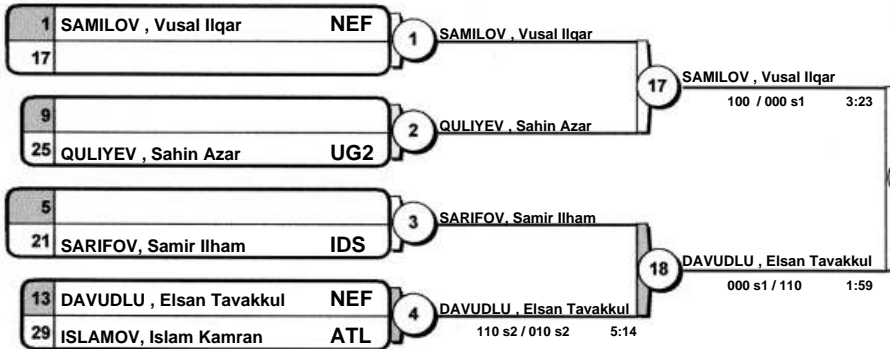 1 SAMILOV , Vusal Ilqar NEF
17
1 SAMILOV , Vusal Ilqar
9
25 QULIYEV , Sahin Azar UG2
2 QULIYEV , Sahin Azar
17 SAMILOV , Vusal Ilqar
100 / 000 s1 3:23
5
21 SARIFOV, Samir Ilham IDS
3 SARIFOV, Samir Ilham
13 DAVUDLU , Elsan Tavakkul NEF
29 ISLAMOV, Islam Kamran ATL
4 DAVUDLU , Elsan Tavakkul
110 s2 / 010 s2 5:14
18 DAVUDLU , Elsan Tavakkul
000 s1 / 110 1:59